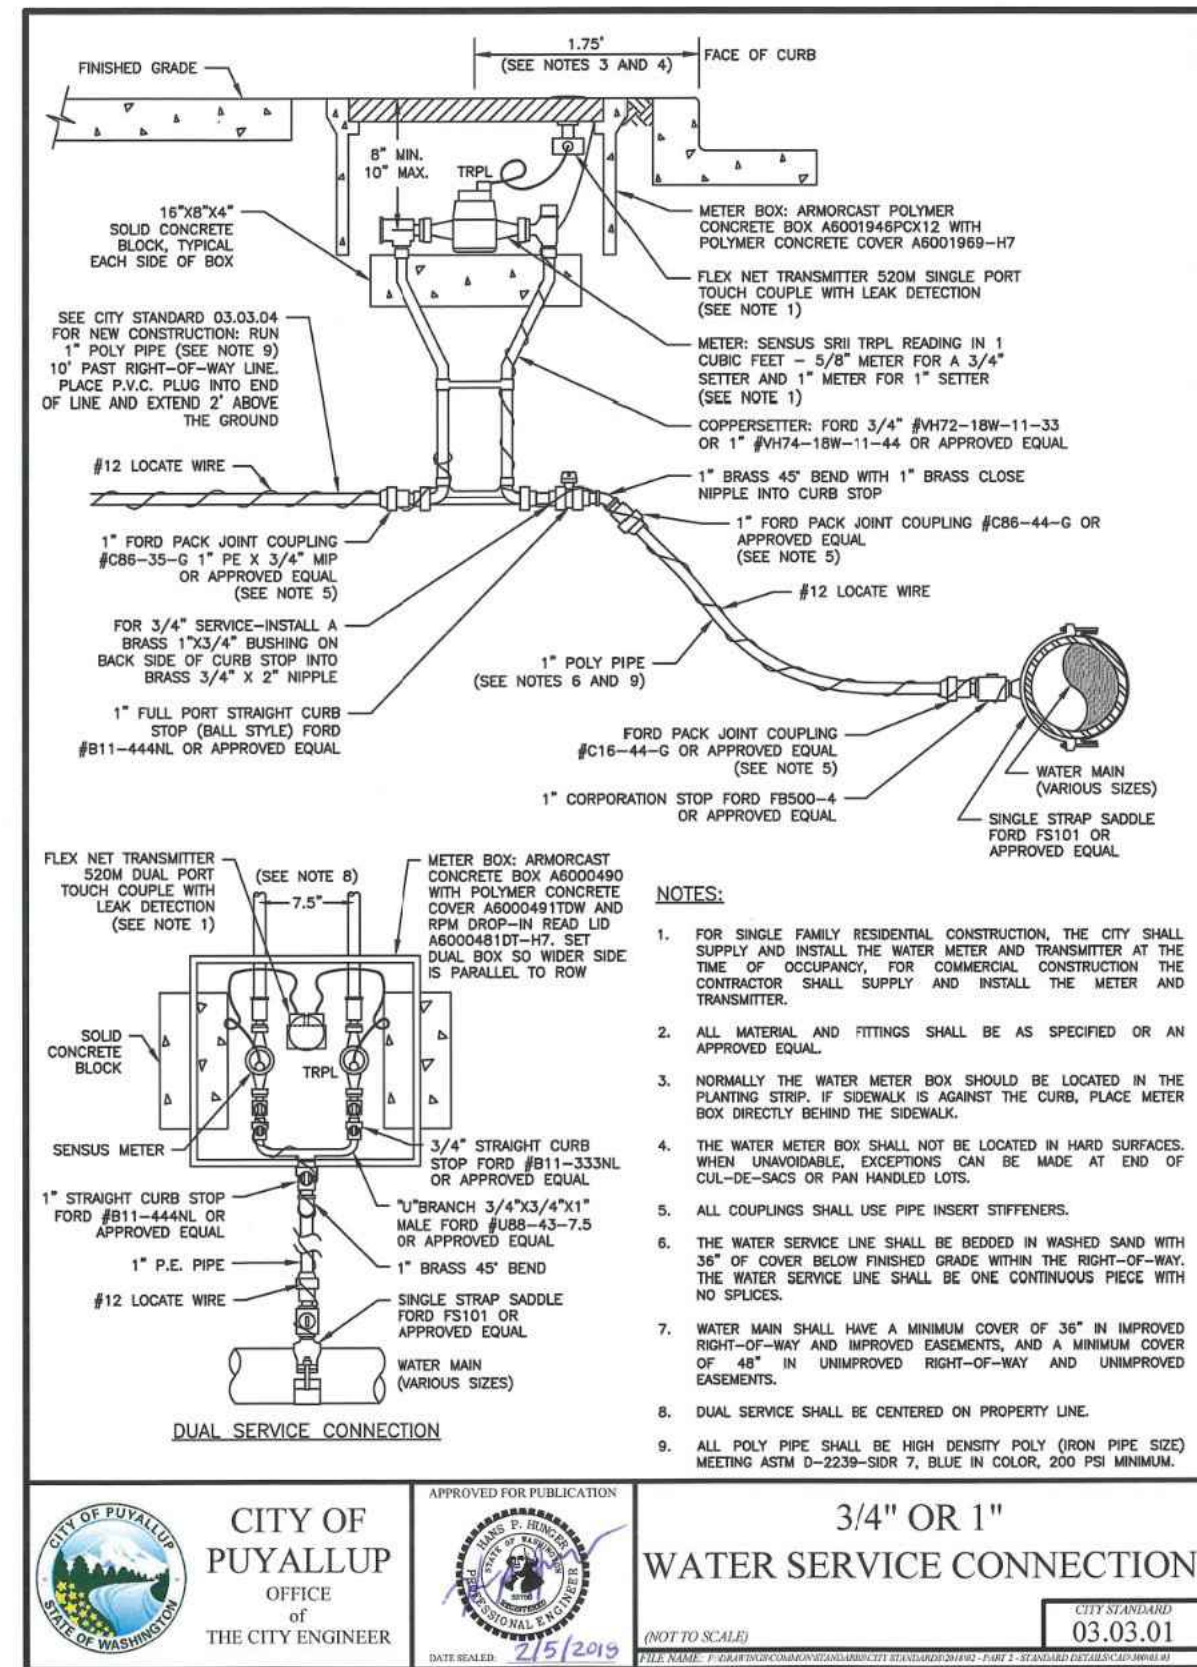 1.75'
(SEE NOTES 3 AND 4)
FACE OF CURB
FINISHED GRADE
8" MIN.
10" MAX.
TRPL
16"X8"X4"
SOLID CONCRETE
BLOCK, TYPICAL
EACH SIDE OF BOX
METER BOX: ARMORCAST POLYMER
CONCRETE BOX A6001946PCX12 WITH
POLYMER CONCRETE COVER A6001969-H7
FLEX NET TRANSMITTER 520M SINGLE PORT
TOUCH COUPLE WITH LEAK DETECTION
(SEE NOTE 1)
SEE CITY STANDARD 03.03.04
FOR NEW CONSTRUCTION: RUN
1" POLY PIPE (SEE NOTE 9)
10' PAST RIGHT-OF-WAY LINE.
PLACE P.V.C. PLUG INTO END
OF LINE AND EXTEND 2' ABOVE
THE GROUND
METER: SENSUS SRII TRPL READING IN 1
CUBIC FEET - 5/8" METER FOR A 3/4"
SETTER AND 1" METER FOR 1" SETTER
(SEE NOTE 1)
COPPERSETTER: FORD 3/4" #VH72-18W-11-33
OR 1" #VH74-18W-11-44 OR APPROVED EQUAL
#12 LOCATE WIRE
1" BRASS 45° BEND WITH 1" BRASS CLOSE
NIPPLE INTO CURB STOP
1" FORD PACK JOINT COUPLING #C86-44-G OR
APPROVED EQUAL
(SEE NOTE 5)
1" FORD PACK JOINT COUPLING
#C86-35-G 1" PE X 3/4" MIP
OR APPROVED EQUAL
(SEE NOTE 5)
#12 LOCATE WIRE
FOR 3/4" SERVICE-INSTALL A
BRASS 1"X3/4" BUSHING ON
BACK SIDE OF CURB STOP INTO
BRASS 3/4" X 2" NIPPLE
1" POLY PIPE
(SEE NOTES 6 AND 9)
1" FULL PORT STRAIGHT CURB
STOP (BALL STYLE) FORD
#B11-444NL OR APPROVED EQUAL
FORD PACK JOINT COUPLING
#C16-44-G OR APPROVED EQUAL
(SEE NOTE 5)
1" CORPORATION STOP FORD FB500-4
OR APPROVED EQUAL
WATER MAIN
(VARIOUS SIZES)
SINGLE STRAP SADDLE
FORD FS101 OR
APPROVED EQUAL
FLEX NET TRANSMITTER
520M DUAL PORT
TOUCH COUPLE WITH
LEAK DETECTION
(SEE NOTE 1)
(SEE NOTE 8)
7.5"
METER BOX: ARMORCAST
CONCRETE BOX A6000490
WITH POLYMER CONCRETE
COVER A6000491TDW AND
RPM DROP-IN READ LID
A6000481DT-H7. SET
DUAL BOX SO WIDER SIDE
IS PARALLEL TO ROW
SOLID
CONCRETE
BLOCK
TRPL
SENSUS METER
3/4" STRAIGHT CURB
STOP FORD #B11-333NL
OR APPROVED EQUAL
1" STRAIGHT CURB STOP
FORD #B11-444NL OR
APPROVED EQUAL
"U"BRANCH 3/4"X3/4"X1"
MALE FORD #U88-43-7.5
OR APPROVED EQUAL
1" P.E. PIPE
1" BRASS 45° BEND
#12 LOCATE WIRE
SINGLE STRAP SADDLE
FORD FS101 OR
APPROVED EQUAL
WATER MAIN
(VARIOUS SIZES)
DUAL SERVICE CONNECTION
NOTES:
1. FOR SINGLE FAMILY RESIDENTIAL CONSTRUCTION, THE CITY SHALL
SUPPLY AND INSTALL THE WATER METER AND TRANSMITTER AT THE
TIME OF OCCUPANCY, FOR COMMERCIAL CONSTRUCTION THE
CONTRACTOR SHALL SUPPLY AND INSTALL THE METER AND
TRANSMITTER.
2. ALL MATERIAL AND FITTINGS SHALL BE AS SPECIFIED OR AN
APPROVED EQUAL.
3. NORMALLY THE WATER METER BOX SHOULD BE LOCATED IN THE
PLANTING STRIP. IF SIDEWALK IS AGAINST THE CURB, PLACE METER
BOX DIRECTLY BEHIND THE SIDEWALK.
4. THE WATER METER BOX SHALL NOT BE LOCATED IN HARD SURFACES.
WHEN UNAVOIDABLE, EXCEPTIONS CAN BE MADE AT END OF
CUL-DE-SACS OR PAN HANDLED LOTS.
5. ALL COUPLINGS SHALL USE PIPE INSERT STIFFENERS.
6. THE WATER SERVICE LINE SHALL BE BEDDED IN WASHED SAND WITH
36" OF COVER BELOW FINISHED GRADE WITHIN THE RIGHT-OF-WAY.
THE WATER SERVICE LINE SHALL BE ONE CONTINUOUS PIECE WITH
NO SPLICES.
7. WATER MAIN SHALL HAVE A MINIMUM COVER OF 36" IN IMPROVED
RIGHT-OF-WAY AND IMPROVED EASEMENTS, AND A MINIMUM COVER
OF 48" IN UNIMPROVED RIGHT-OF-WAY AND UNIMPROVED
EASEMENTS.
8. DUAL SERVICE SHALL BE CENTERED ON PROPERTY LINE.
9. ALL POLY PIPE SHALL BE HIGH DENSITY POLY (IRON PIPE SIZE)
MEETING ASTM D-2239-SIDR 7, BLUE IN COLOR, 200 PSI MINIMUM.
CITY OF PUYALLUP
STATE OF WASHINGTON
CITY OF
PUYALLUP
OFFICE
of
THE CITY ENGINEER
APPROVED FOR PUBLICATION
HANS P. HUNGER
STATE OF WASHINGTON
REGISTERED
PROFESSIONAL ENGINEER
DATE SEALED: 2/5/2019
3/4" OR 1"
WATER SERVICE CONNECTION
(NOT TO SCALE)
CITY STANDARD
03.03.01
FILE NAME: